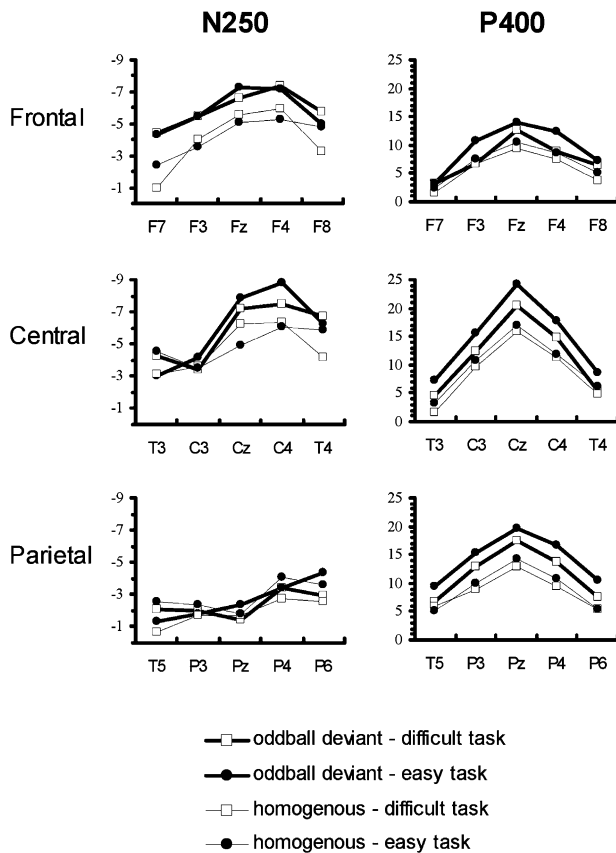 N250 P400
Frontal
-9 -7 -5 -3 -1
F7 F3 Fz F4 F8
25 20 15 10 5 0
F7 F3 Fz F4 F8
Central
-9 -7 -5 -3 -1
T3 C3 Cz C4 T4
25 20 15 10 5 0
T3 C3 Cz C4 T4
Parietal
-9 -7 -5 -3 -1
T5 P3 Pz P4 P6
25 20 15 10 5 0
T5 P3 Pz P4 P6
oddball deviant - difficult task
oddball deviant - easy task
homogenous - difficult task
homogenous - easy task